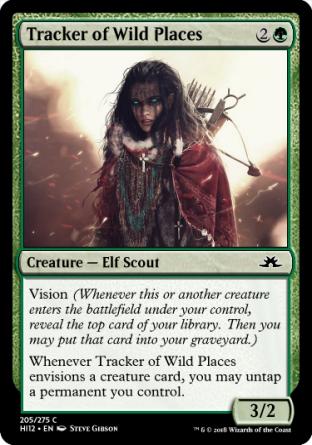 Tracker of Wild Places 2
Creature — Elf Scout
Vision (Whenever this or another creature
enters the battlefield under your control,
reveal the top card of your library. Then you
may put that card into your graveyard.)
Whenever Tracker of Wild Places
envisions a creature card, you may untap
a permanent you control.
3/2
205/275 C
HI12 • EN Steve Gibson
™ & © 2018 Wizards of the Coast